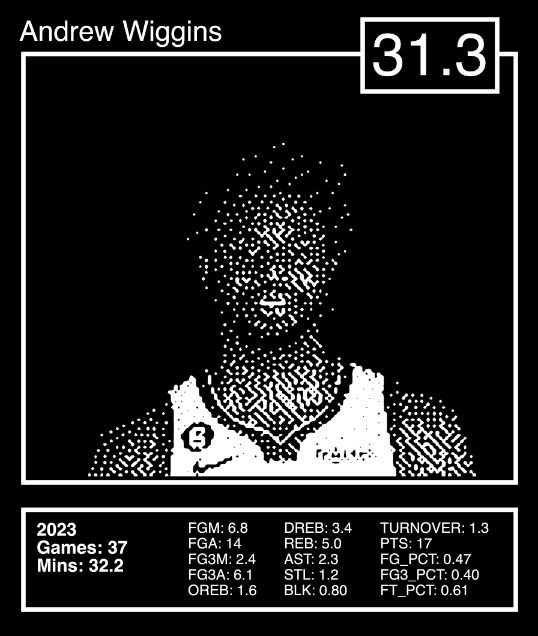 Andrew Wiggins
31.3
2023
Games: 37
Mins: 32.2
FGM: 6.8
FGA: 14
FG3M: 2.4
FG3A: 6.1
OREB: 1.6
DREB: 3.4
REB: 5.0
AST: 2.3
STL: 1.2
BLK: 0.80
TURNOVER: 1.3
PTS: 17
FG_PCT: 0.47
FG3_PCT: 0.40
FT_PCT: 0.61